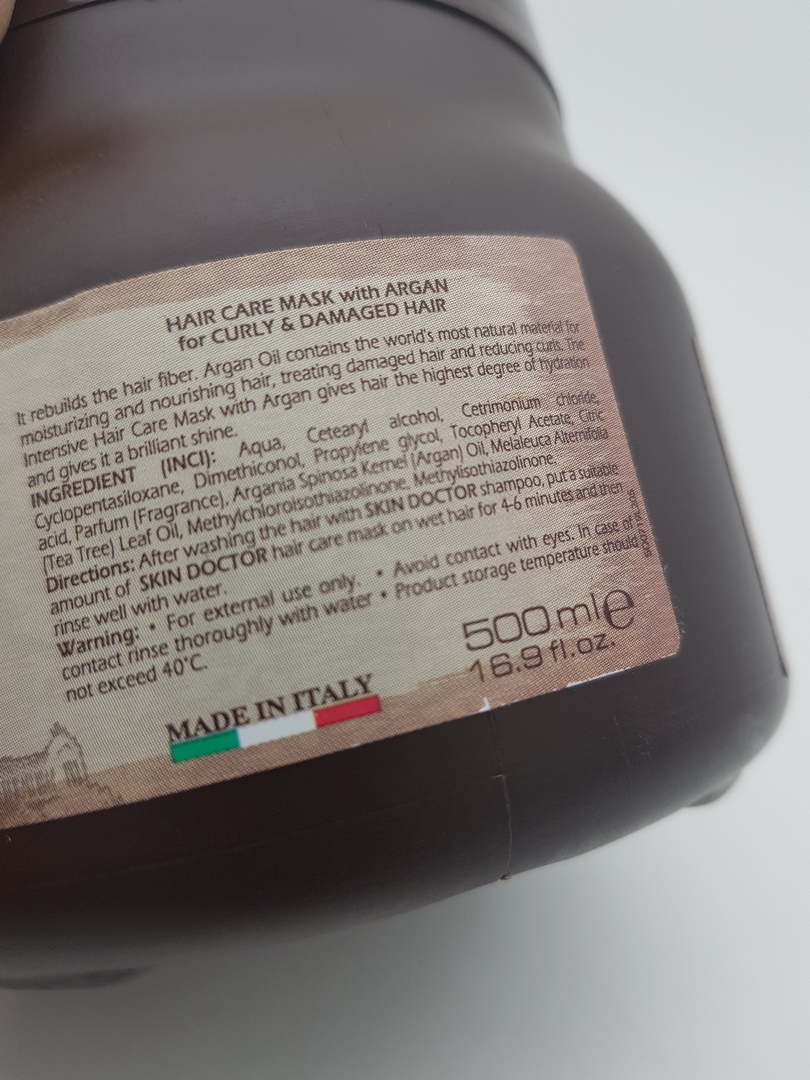 HAIR CARE MASK with ARGAN
for CURLY & DAMAGED HAIR
It rebuilds the hair fiber. Argan Oil contains the world's most natural material for
moisturizing and nourishing hair, treating damaged hair and reducing curls. The
Intensive Hair Care Mask with Argan gives hair the highest degree of hydration
and gives it a brilliant shine.
INGREDIENT (INCI): Aqua, Cetearyl alcohol, Cetrimonium chloride,
Cyclopentasiloxane, Dimethiconol, Propylene glycol, Tocopheryl Acetate, Citric
acid, Parfum (Fragrance), Argania Spinosa Kernel (Argan) Oil, Melaleuca Alternifolia
(Tea Tree) Leaf Oil, Methylchloroisothiazolinone, Methylisothiazolinone.
Directions: After washing the hair with SKIN DOCTOR shampoo, put a suitable
amount of SKIN DOCTOR hair care mask on wet hair for 4-6 minutes and then
rinse well with water.
Warning: • For external use only. • Avoid contact with eyes. In case of
contact rinse thoroughly with water • Product storage temperature should
not exceed 40°C.
500 ml e
16.9 fl.oz.
MADE IN ITALY